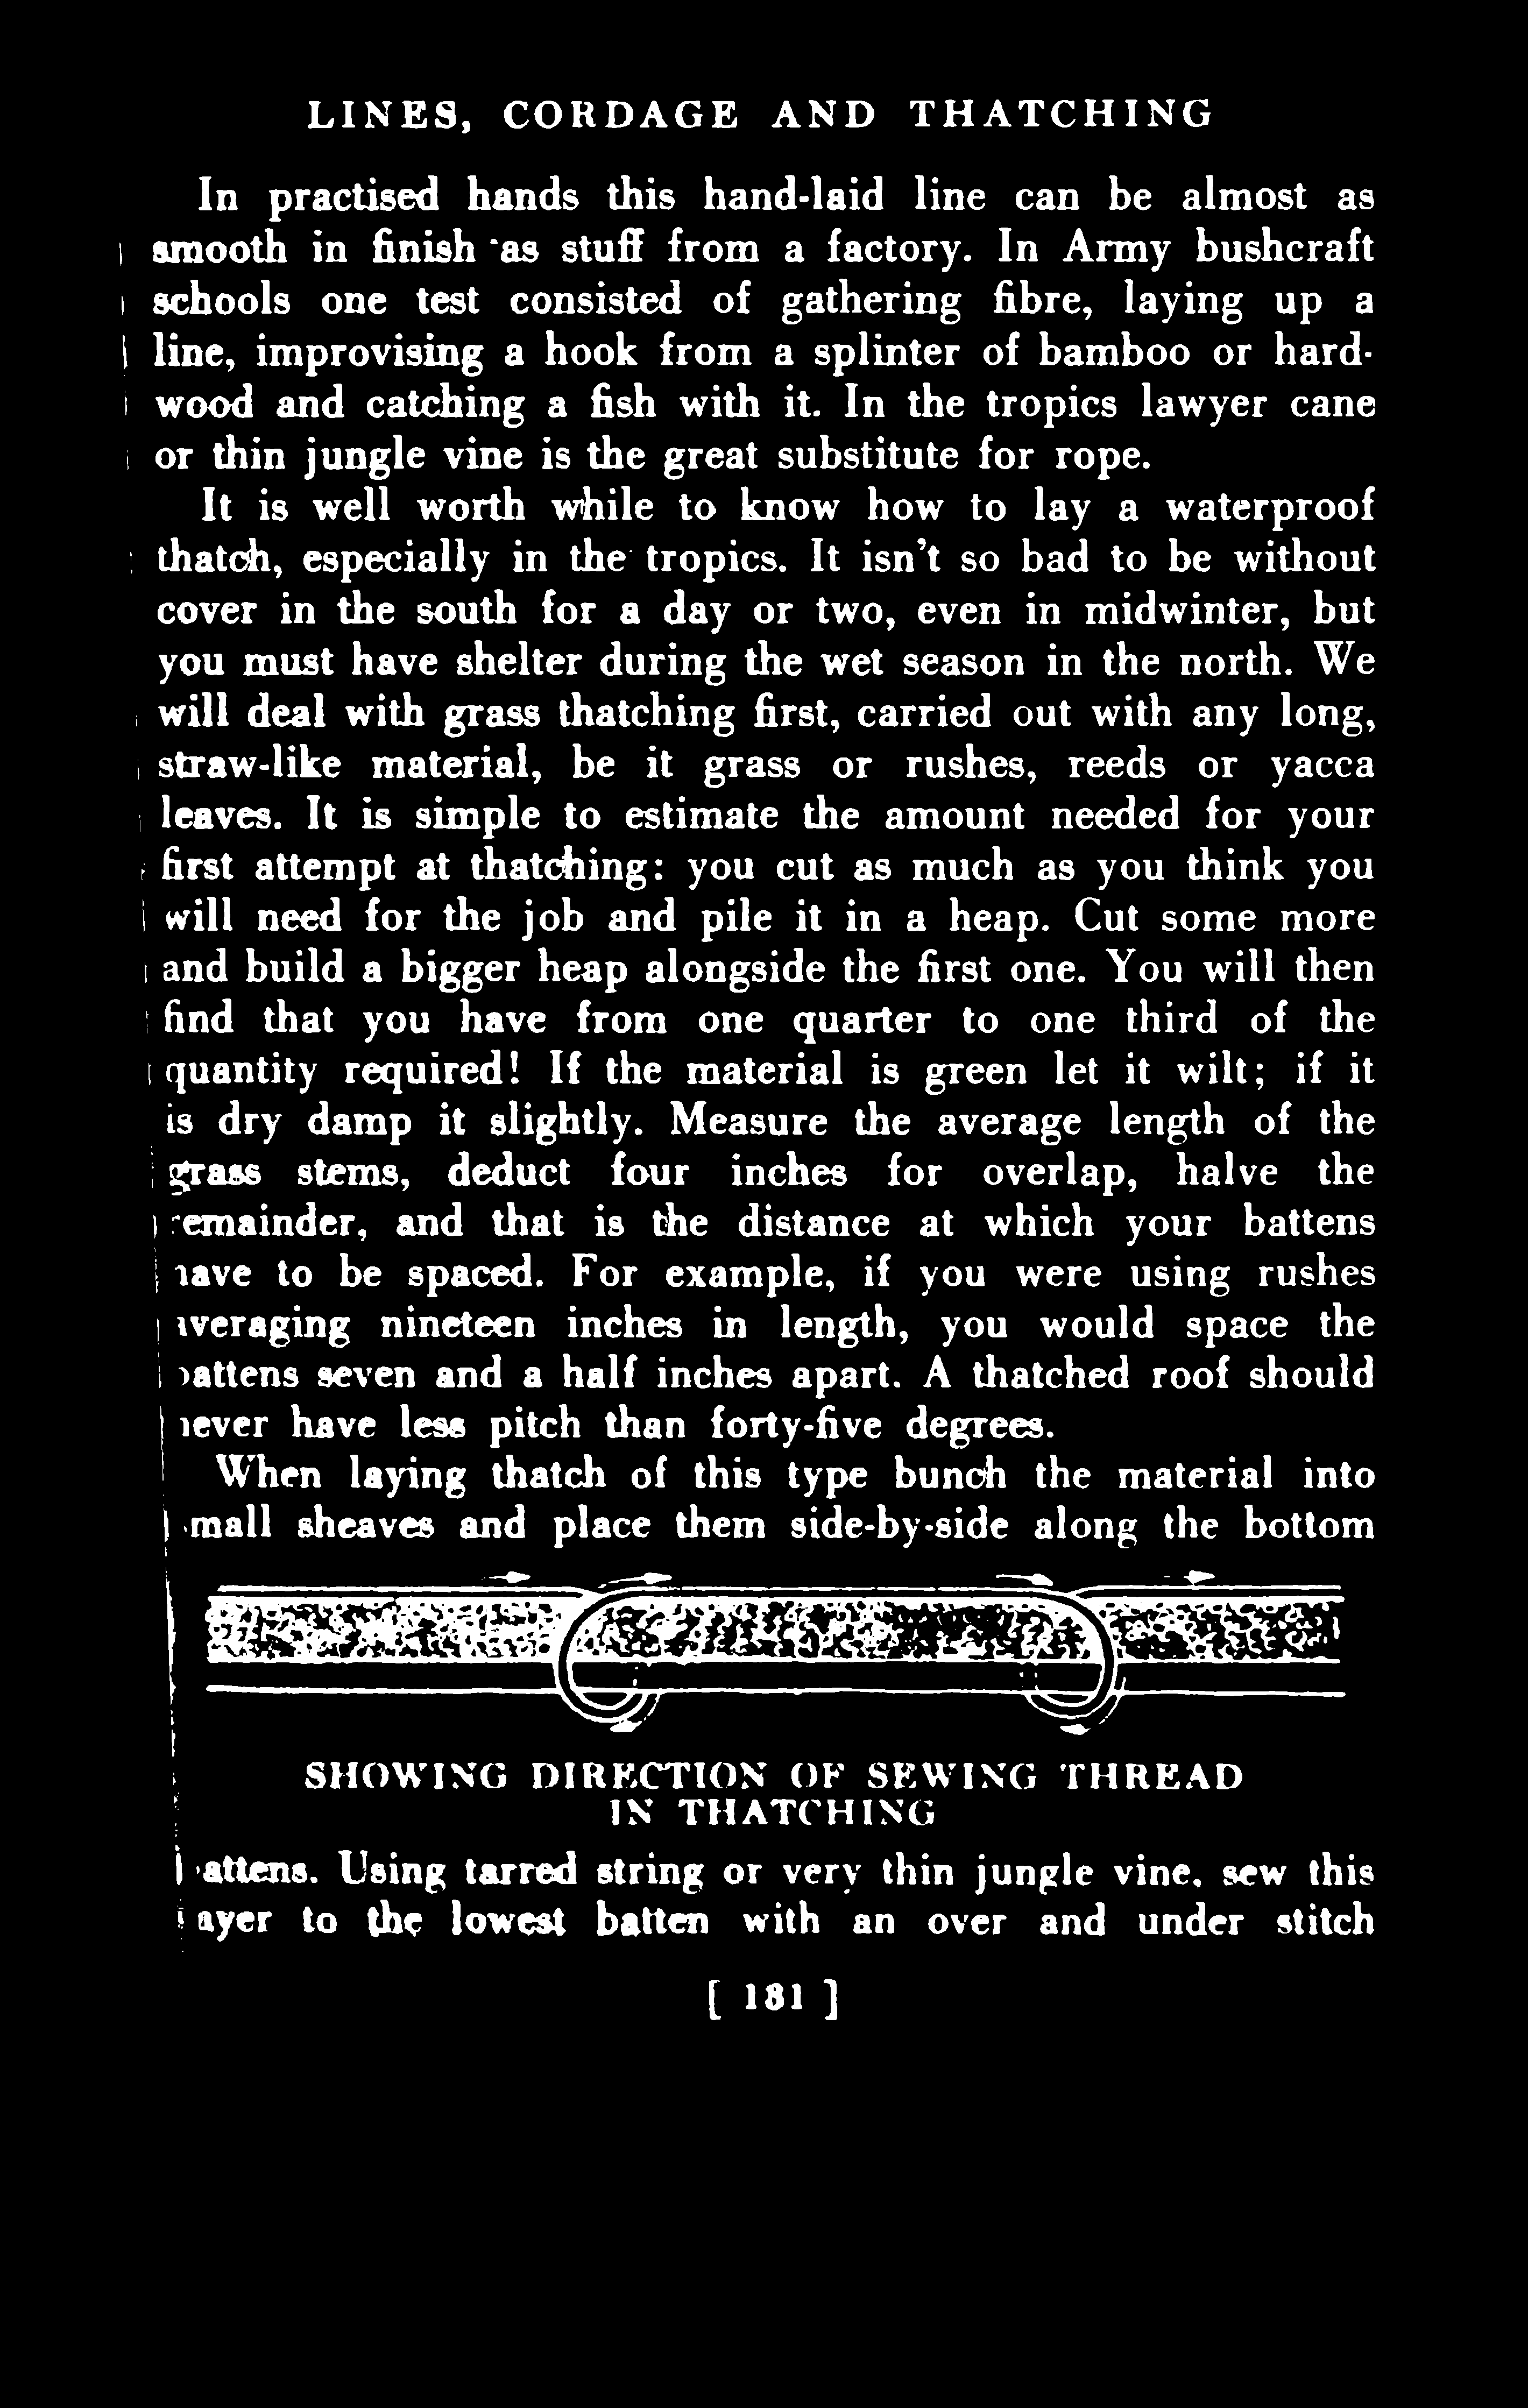 LINES, CORDAGE AND THATCHING
In practised hands this hand-laid line can be almost as
smooth in finish as stuff from a factory. In Army bushcraft
schools one test consisted of gathering fibre, laying up a
line, improvising a hook from a splinter of bamboo or hard-
wood and catching a fish with it. In the tropics lawyer cane
or thin jungle vine is the great substitute for rope.
It is well worth while to know how to lay a waterproof
thatch, especially in the tropics. It isn't so bad to be without
cover in the south for a day or two, even in midwinter, but
you must have shelter during the wet season in the north. We
will deal with grass thatching first, carried out with any long,
straw-like material, be it grass or rushes, reeds or yacca
leaves. It is simple to estimate the amount needed for your
first attempt at thatching: you cut as much as you think you
will need for the job and pile it in a heap. Cut some more
and build a bigger heap alongside the first one. You will then
find that you have from one quarter to one third of the
quantity required! If the material is green let it wilt; if it
is dry damp it slightly. Measure the average length of the
grass stems, deduct four inches for overlap, halve the
remainder, and that is the distance at which your battens
have to be spaced. For example, if you were using rushes
averaging nineteen inches in length, you would space the
battens seven and a half inches apart. A thatched roof should
never have less pitch than forty-five degrees.
When laying thatch of this type bunch the material into
small sheaves and place them side-by-side along the bottom
SHOWING DIRECTION OF SEWING THREAD
IN THATCHING
battens. Using tarred string or very thin jungle vine, sew this
layer to the lowest batten with an over and under stitch
[ 181 ]